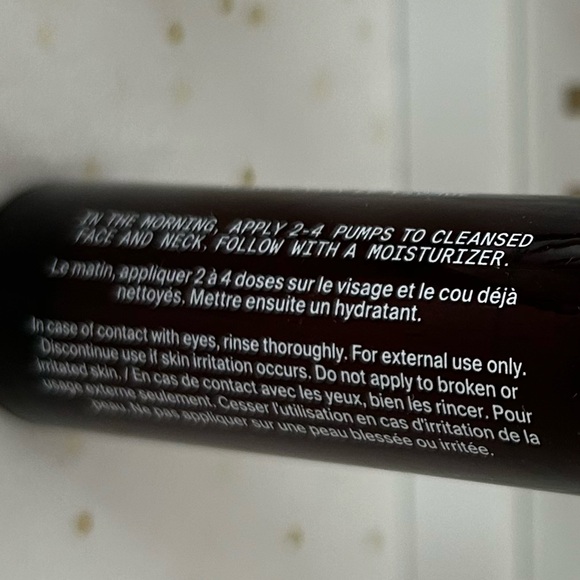 IN THE MORNING, APPLY 2-4 PUMPS TO CLEANSED
FACE AND NECK. FOLLOW WITH A MOISTURIZER.
Le matin, appliquer 2 à 4 doses sur le visage et le cou déjà
nettoyés. Mettre ensuite un hydratant.
In case of contact with eyes, rinse thoroughly. For external use only.
Discontinue use if skin irritation occurs. Do not apply to broken or
irritated skin. / En cas de contact avec les yeux, bien les rincer. Pour
usage externe seulement. Cesser l'utilisation en cas d'irritation de la
peau. Ne pas appliquer sur une peau blessée ou irritée.